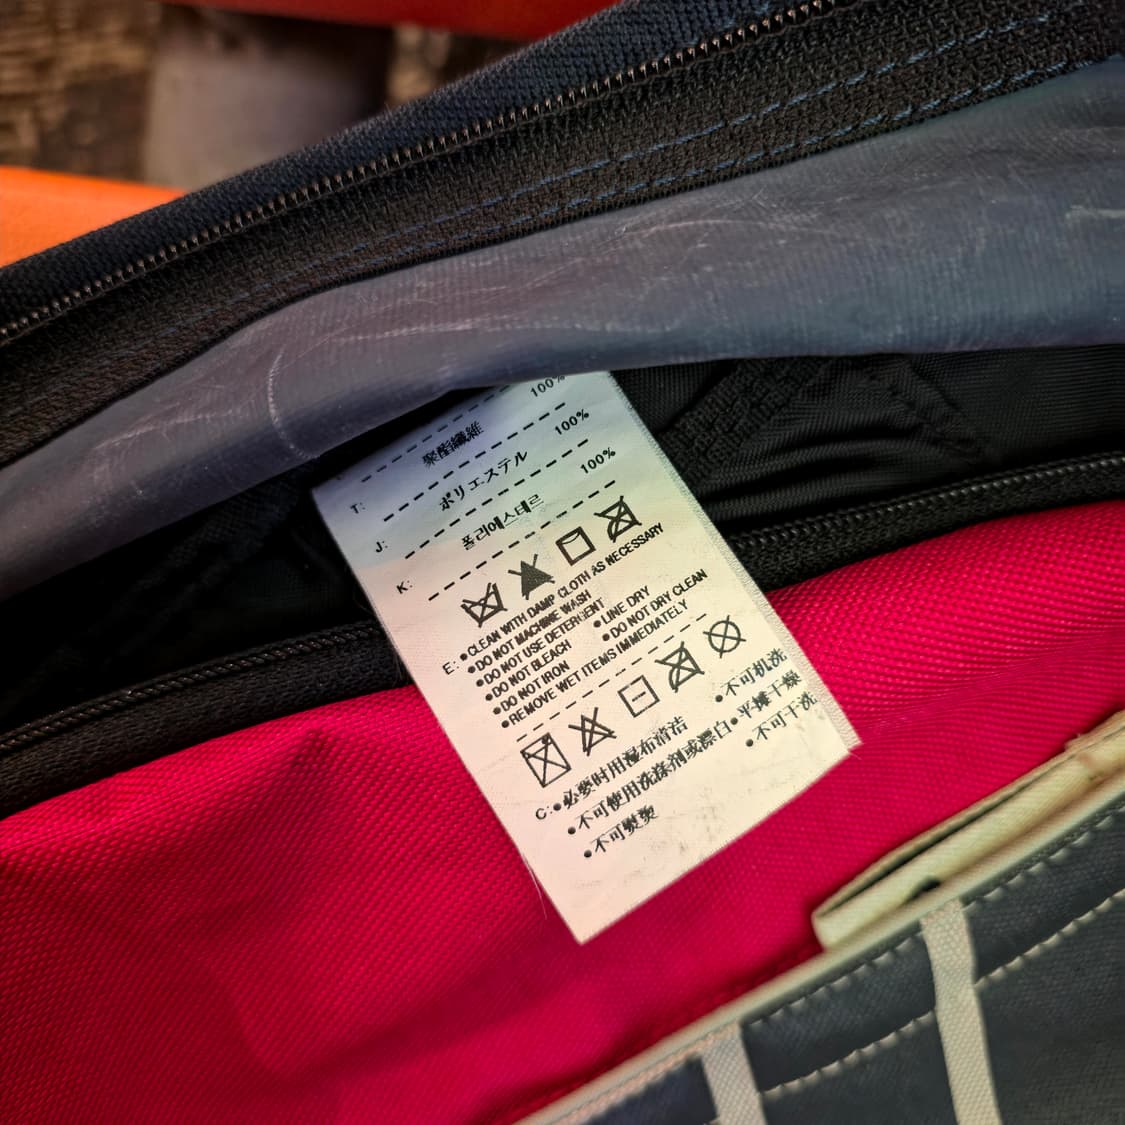 100%
T: 聚酯纖維 100%
J: ポリエステル 100%
K: 폴리에스테르
E: •CLEAN WITH DAMP CLOTH AS NECESSARY
•DO NOT MACHINE WASH
•DO NOT USE DETERGENT •LINE DRY
•DO NOT BLEACH •DO NOT DRY CLEAN
•DO NOT IRON
•REMOVE WET ITEMS IMMEDIATELY
C: •必要时用湿布清洁 •不可机洗
•不可使用洗涤剂或漂白 •平摊干燥
•不可熨烫 •不可干洗